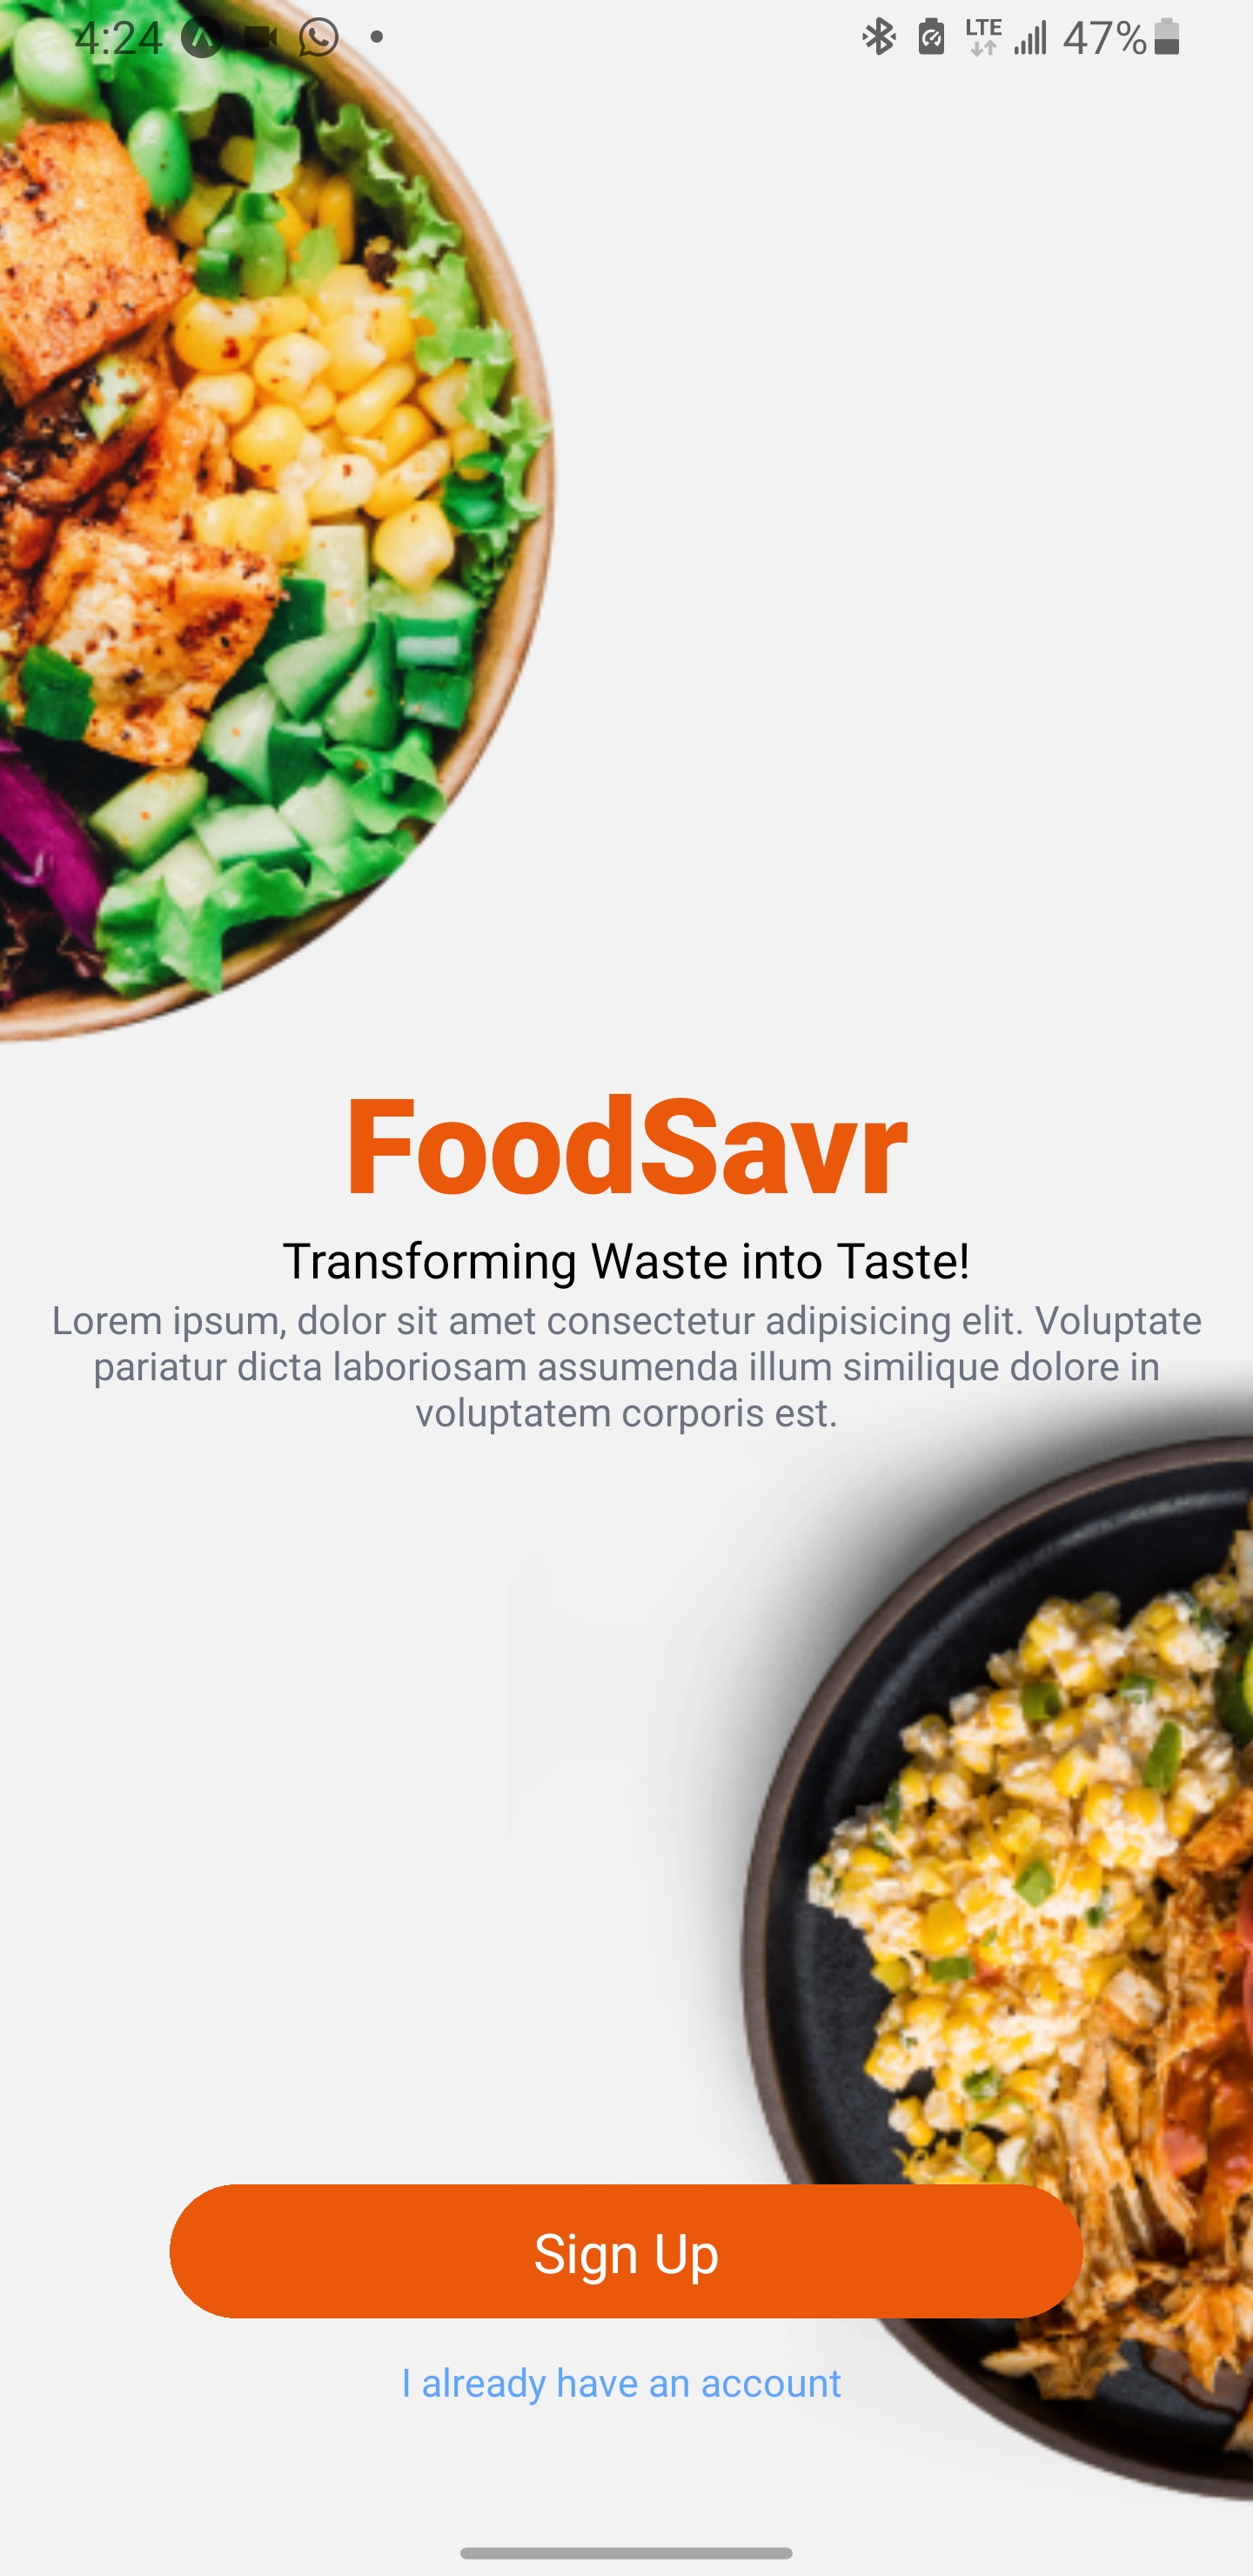 4:24
LTE
47%
FoodSavr
Transforming Waste into Taste!
Lorem ipsum, dolor sit amet consectetur adipisicing elit. Voluptate
pariatur dicta laboriosam assumenda illum similique dolore in
voluptatem corporis est.
Sign Up
I already have an account